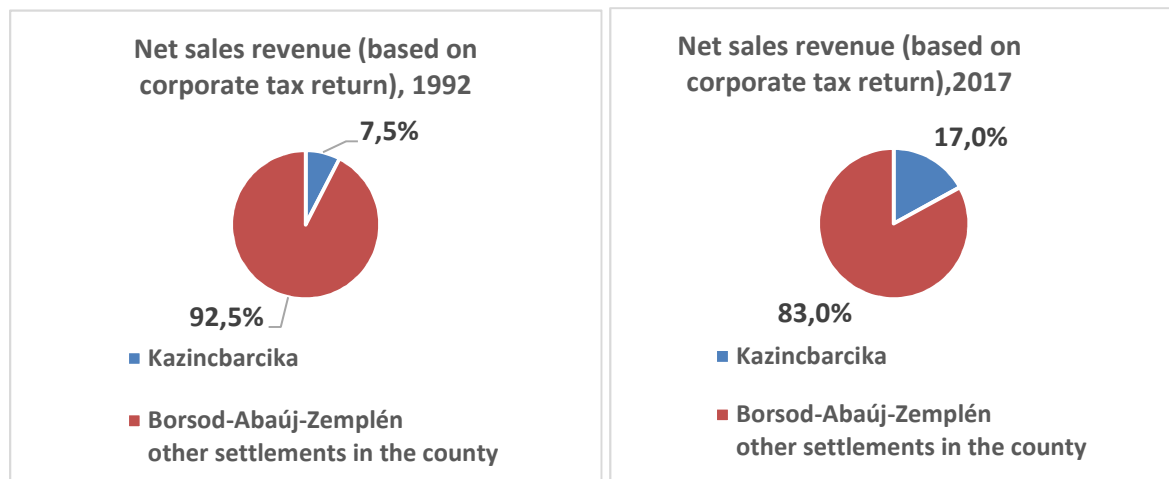 Net sales revenue (based on
corporate tax return), 1992
7,5%
92,5%
Kazincbarcika
Borsod-Abaúj-Zemplén
other settlements in the county
Net sales revenue (based on
corporate tax return),2017
17,0%
83,0%
Kazincbarcika
Borsod-Abaúj-Zemplén
other settlements in the county